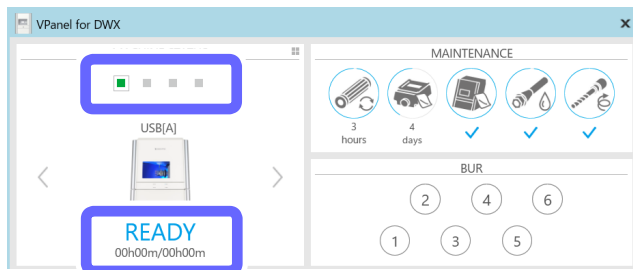 VPanel for DWX
MAINTENANCE
USB[A]
3
hours
4
days
READY
00h00m/00h00m
BUR
2
4
6
1
3
5